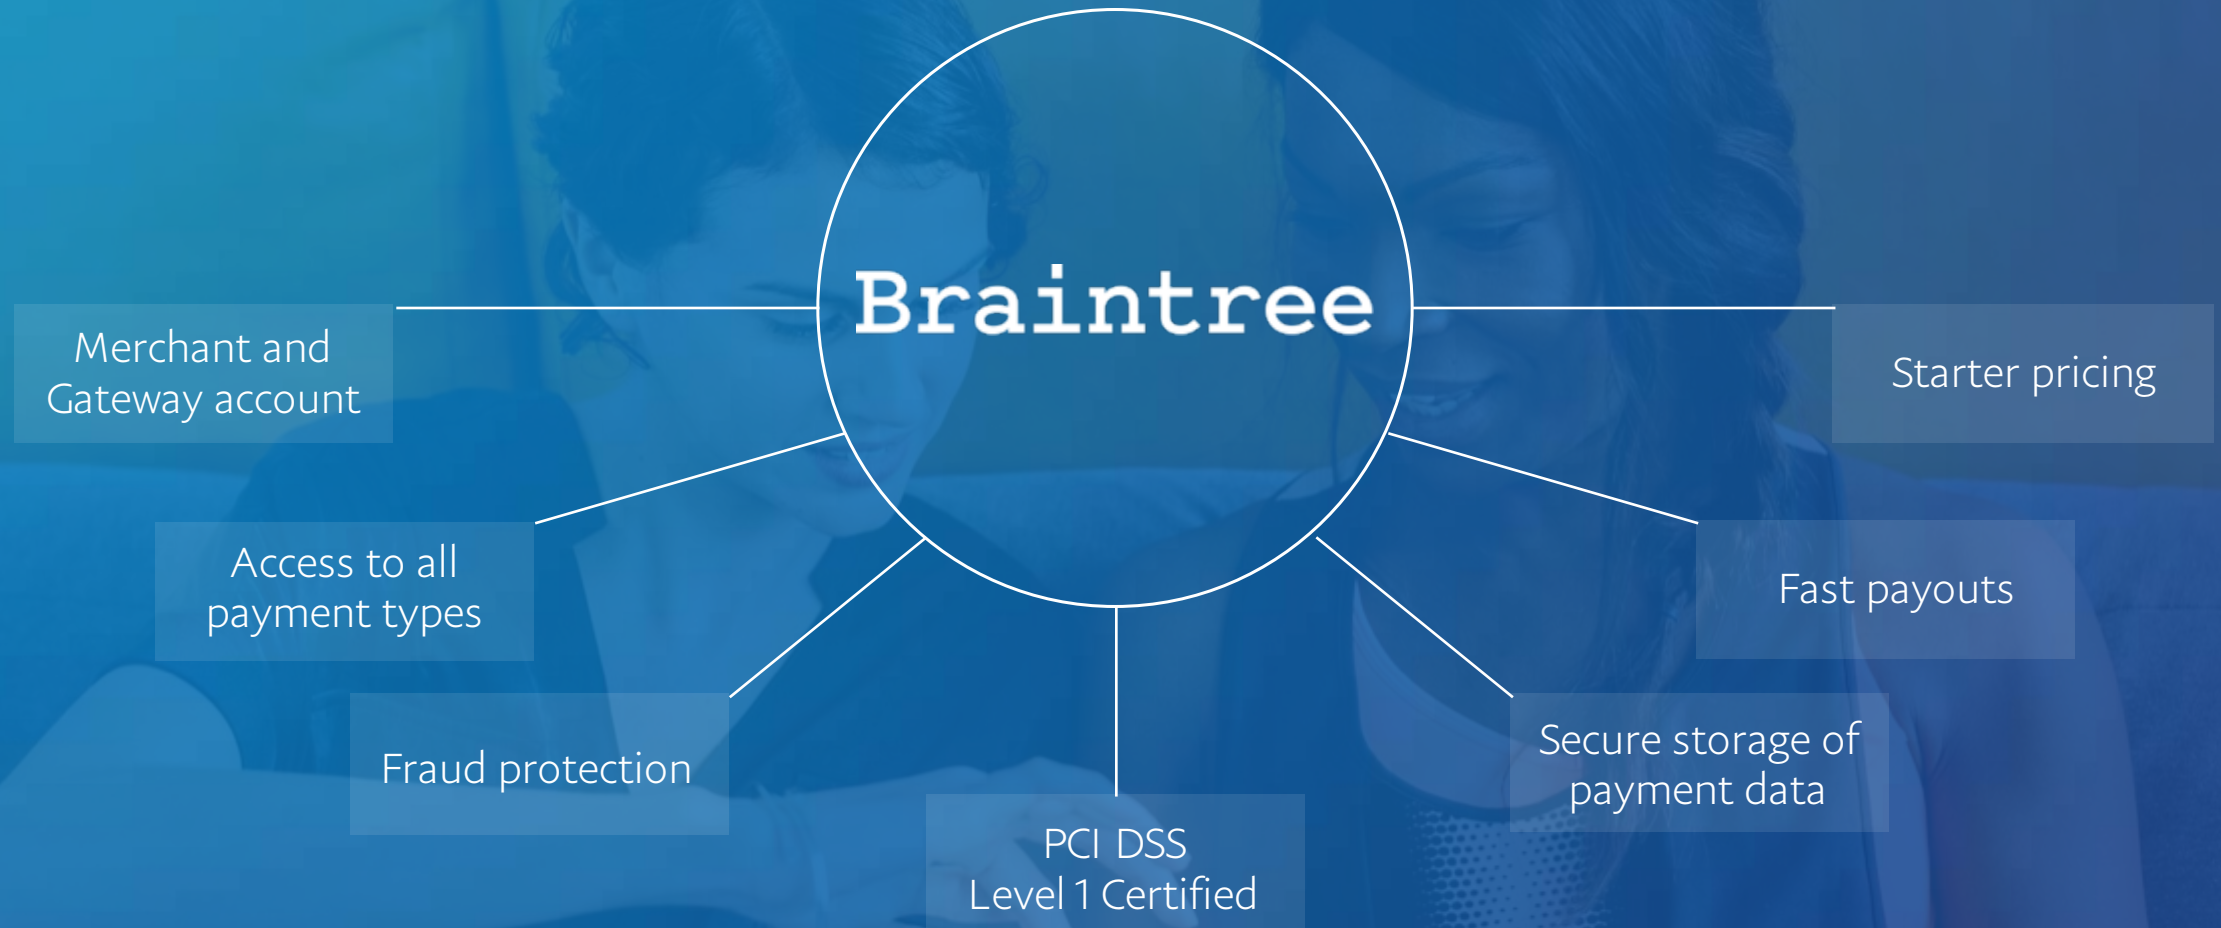 Braintree
Merchant and
Gateway account
Starter pricing
Access to all
payment types
Fast payouts
Fraud protection
Secure storage of
payment data
PCI DSS
Level 1 Certified